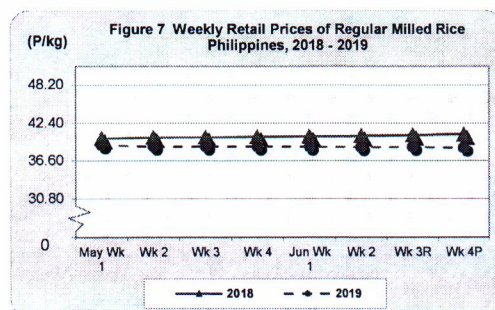 Figure 7 Weekly Retail Prices of Regular Milled Rice
Philippines, 2018 - 2019
(P/kg)
48.20
42.40
36.60
30.80
0
May Wk 1
Wk 2
Wk 3
Wk 4
Jun Wk 1
Wk 2
Wk 3R
Wk 4P
2018
2019